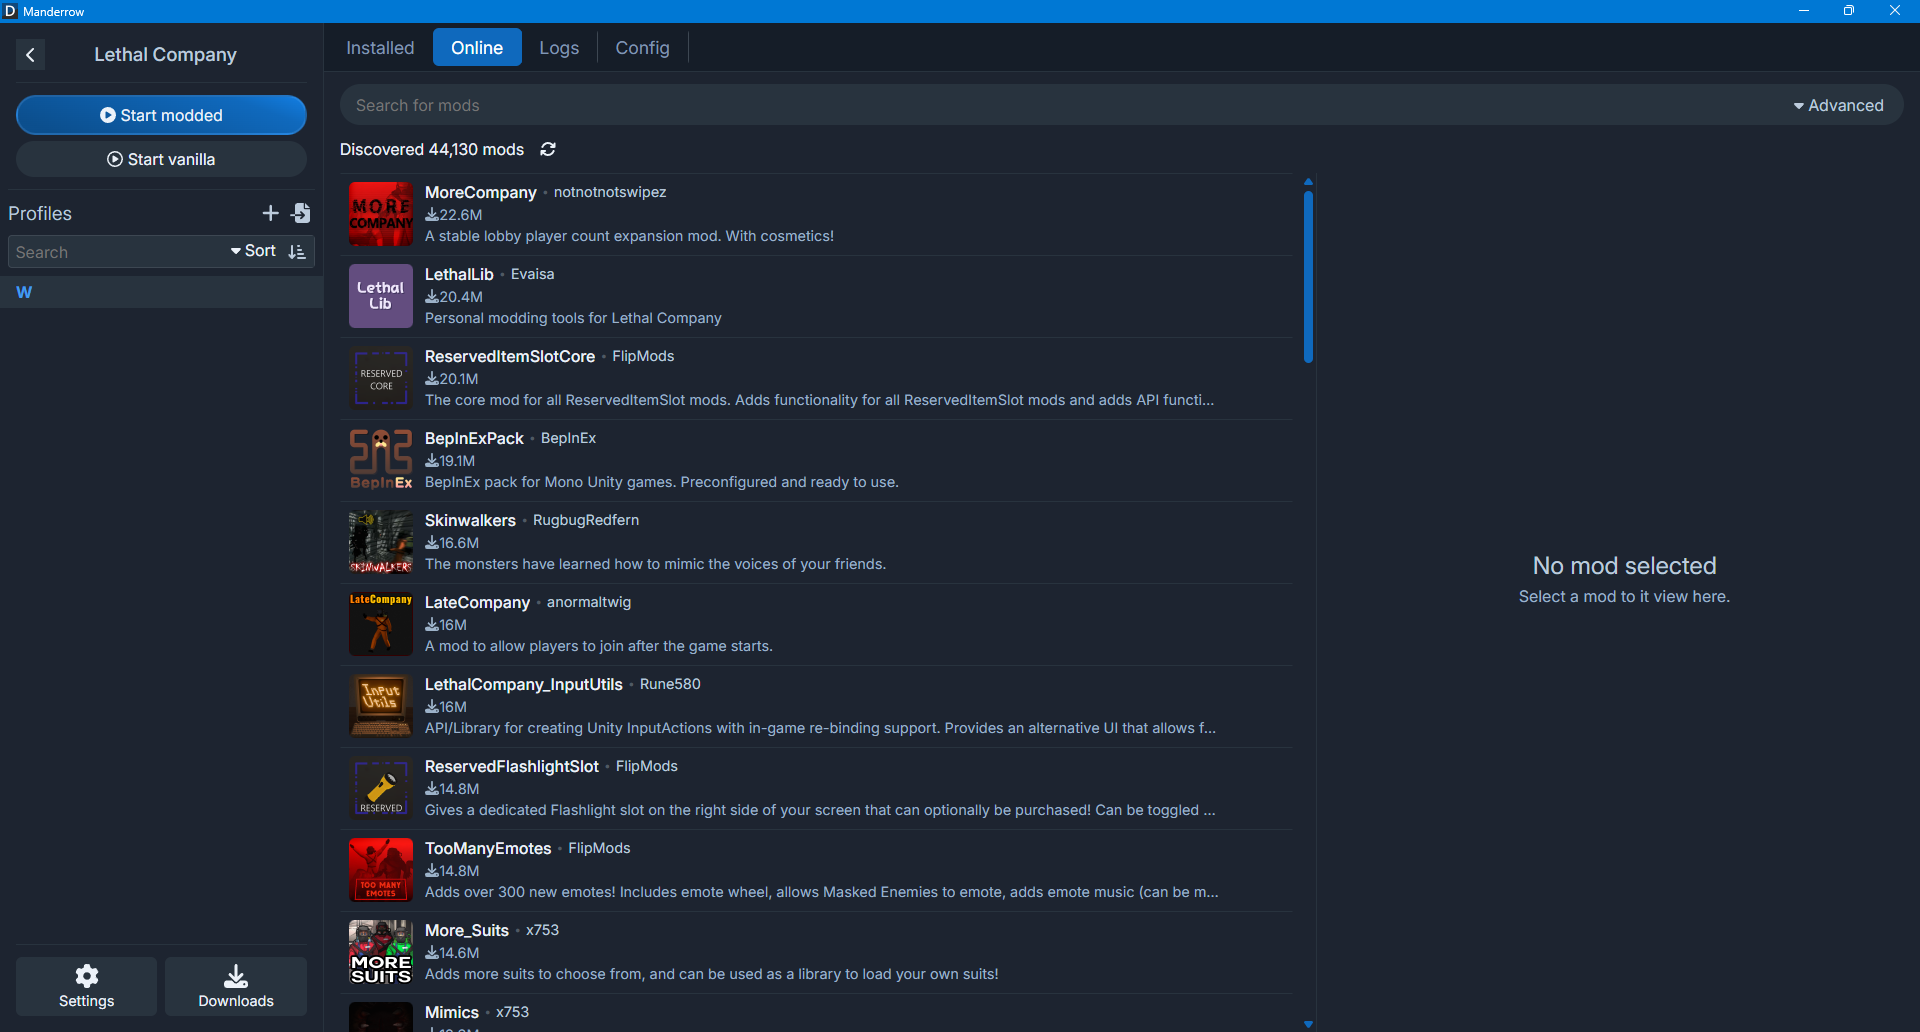 D Manderrow
Lethal Company
Start modded
Start vanilla
Profiles
Search
Sort
W
Settings
Downloads
Installed
Online
Logs
Config
Search for mods
Advanced
Discovered 44,130 mods
MORE
COMPANY
MoreCompany · notnotnotswipez
22.6M
A stable lobby player count expansion mod. With cosmetics!
Lethal
Lib
LethalLib · Evaisa
20.4M
Personal modding tools for Lethal Company
RESERVED
CORE
ReservedItemSlotCore · FlipMods
20.1M
The core mod for all ReservedItemSlot mods. Adds functionality for all ReservedItemSlot mods and adds API functi...
BepInEx
BepInExPack · BepInEx
19.1M
BepInEx pack for Mono Unity games. Preconfigured and ready to use.
SKINWALKERS
Skinwalkers · RugbugRedfern
16.6M
The monsters have learned how to mimic the voices of your friends.
LateCompany
LateCompany · anormaltwig
16M
A mod to allow players to join after the game starts.
InPut
Utils
LethalCompany_InputUtils · Rune580
16M
API/Library for creating Unity InputActions with in-game re-binding support. Provides an alternative UI that allows f...
RESERVED
ReservedFlashlightSlot · FlipMods
14.8M
Gives a dedicated Flashlight slot on the right side of your screen that can optionally be purchased! Can be toggled ...
TOO MANY
EMOTES
TooManyEmotes · FlipMods
14.8M
Adds over 300 new emotes! Includes emote wheel, allows Masked Enemies to emote, adds emote music (can be m...
MORE
SUITS
More_Suits · x753
14.6M
Adds more suits to choose from, and can be used as a library to load your own suits!
Mimics · x753
No mod selected
Select a mod to it view here.